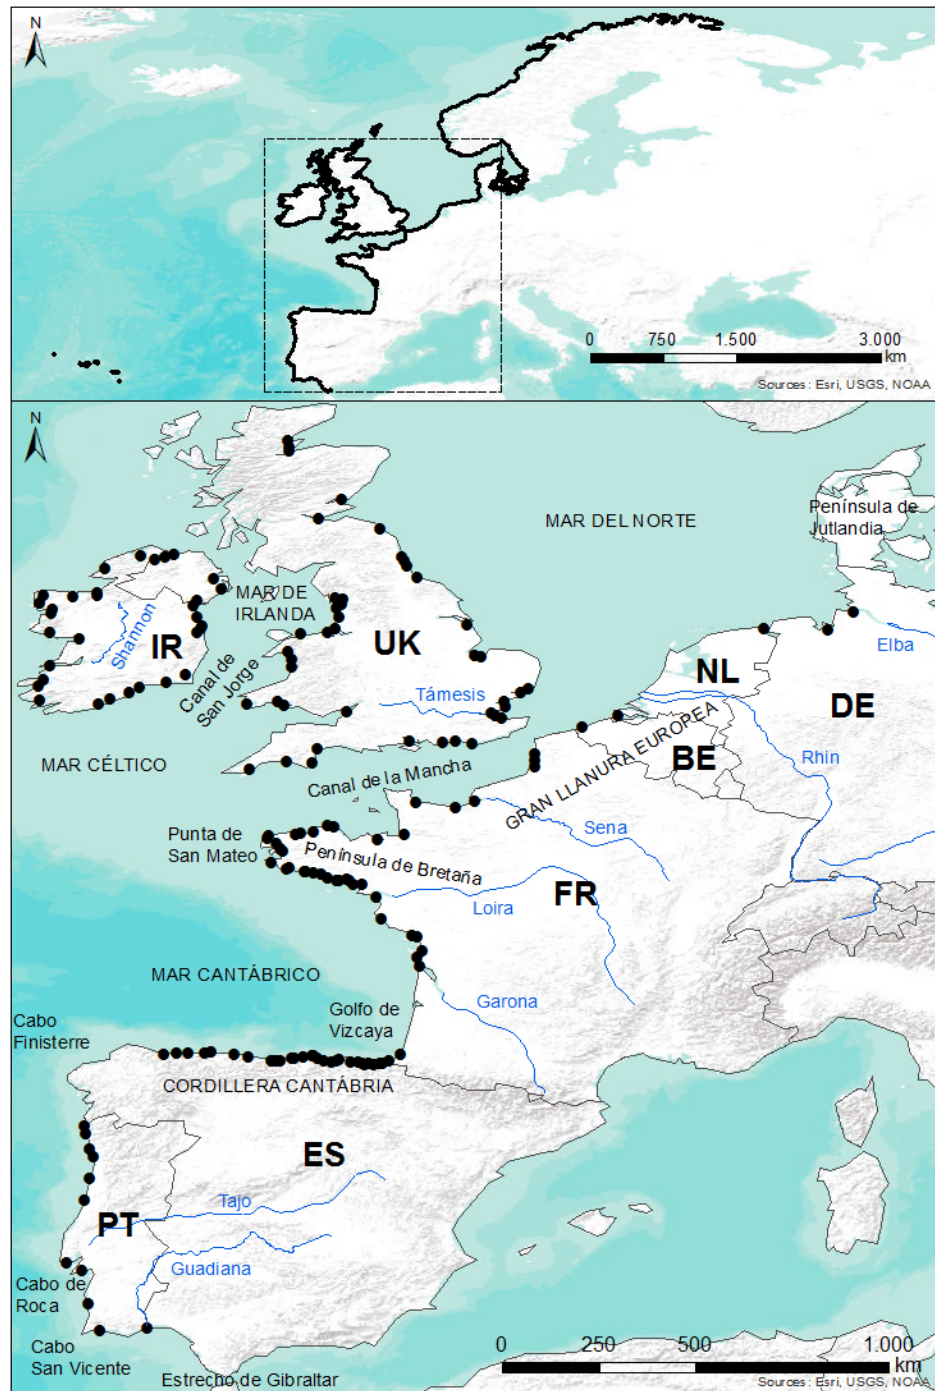 N
0 750 1.500 3.000
km
Sources: Esri, USGS, NOAA
N
MAR DEL NORTE
Península de
Jutlandia
MAR DE
IRLANDA
Shannon
IR
UK
Canal de
San Jorge
Támesis
NL
Elba
DE
MAR CÉLTICO
Canal de la Mancha
GRAN LLANURA EUROPEA
BE
Rhin
Punta de
San Mateo
Península de Bretaña
Sena
Loira
FR
MAR CANTÁBRICO
Golfo de
Vizcaya
Garona
Cabo
Finisterre
CORDILLERA CANTÁBRIA
ES
Tajo
PT
Guadiana
Cabo de
Roca
Cabo
San Vicente
Estrecho de Gibraltar
0 250 500 1.000
km
Sources: Esri, USGS, NOAA